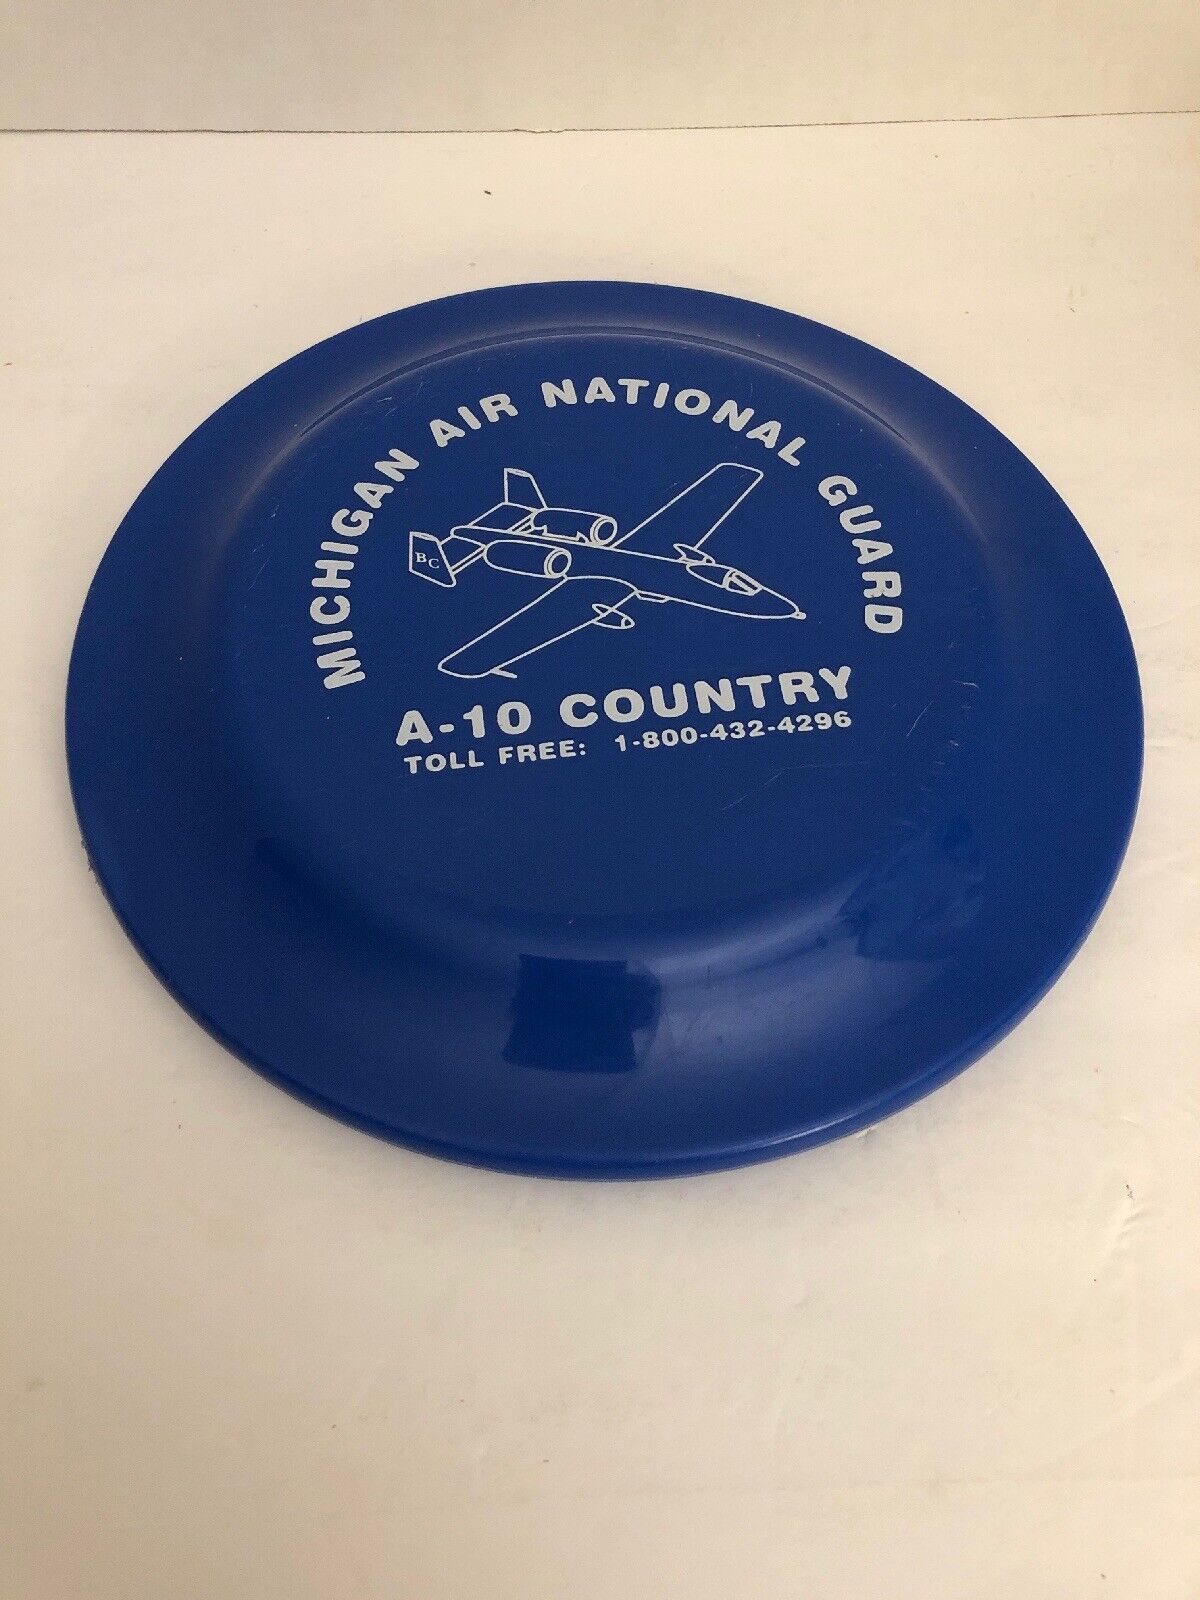 MICHIGAN AIR NATIONAL GUARD
BC
A-10 COUNTRY
TOLL FREE: 1-800-432-4296